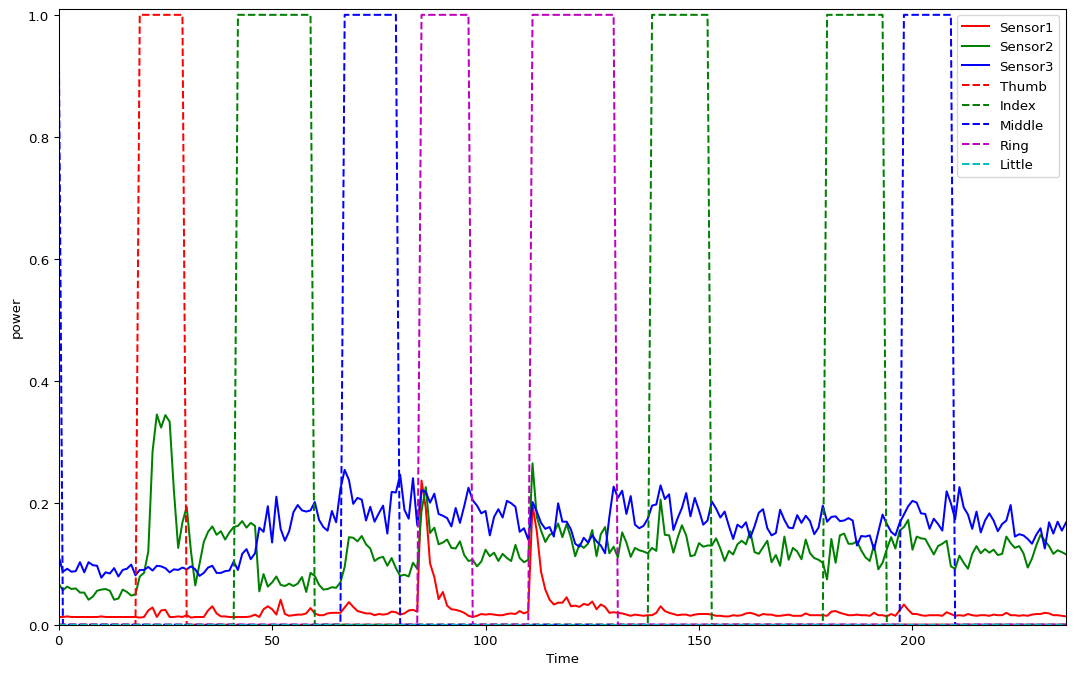 1.0
0.8
0.6
0.4
0.2
0.0
power
0
50
100
150
200
Time
Sensor1
Sensor2
Sensor3
Thumb
Index
Middle
Ring
Little